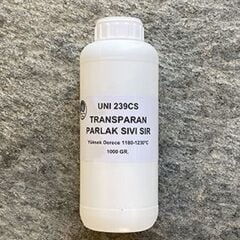 UNI 239CS
TRANSPARAN
PARLAK SIVI SIR
Yüksek Derece 1180-1230°C
1000 GR.